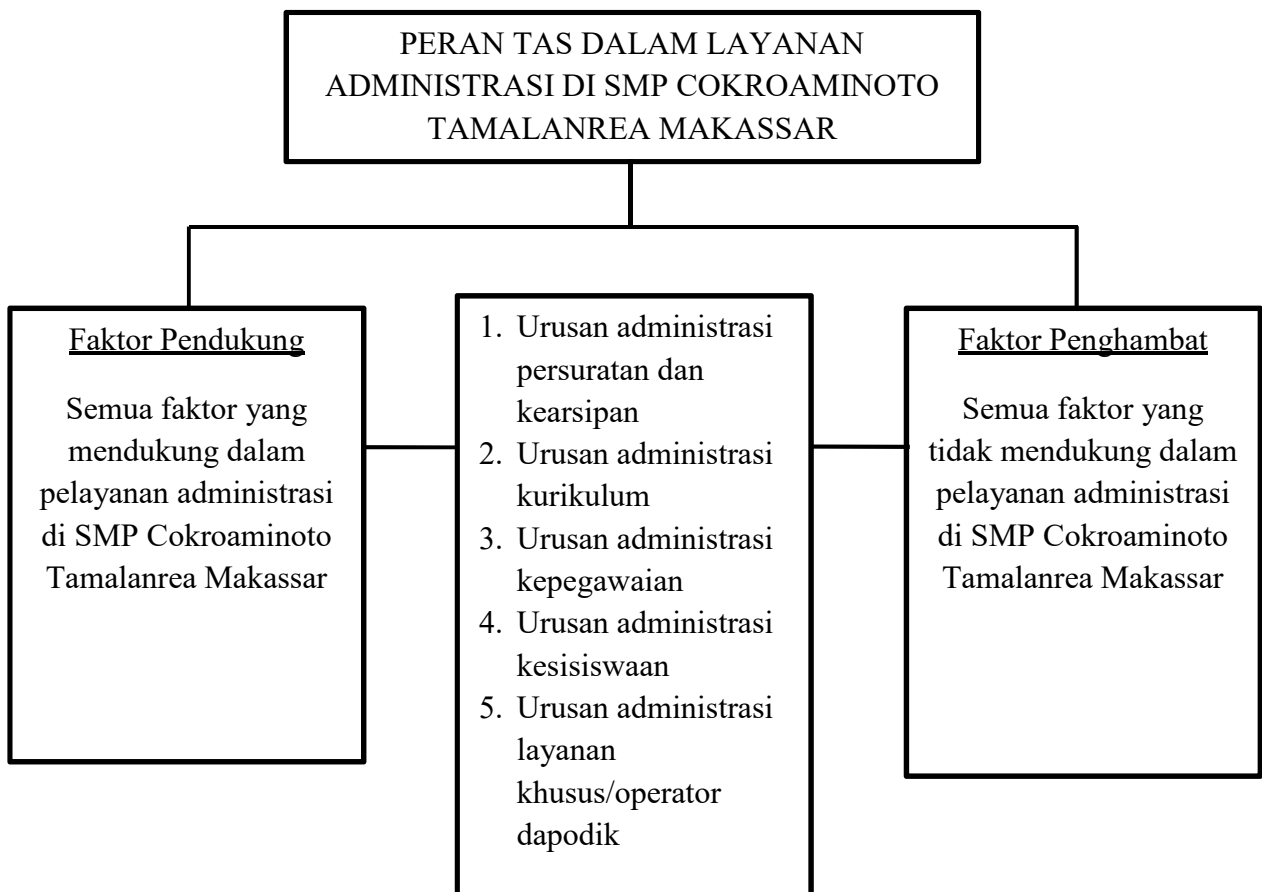 PERAN TAS DALAM LAYANAN
ADMINISTRASI DI SMP COKROAMINOTO
TAMALANREA MAKASSAR
Faktor Pendukung
Semua faktor yang
mendukung dalam
pelayanan administrasi
di SMP Cokroaminoto
Tamalanrea Makassar
1. Urusan administrasi
persuratan dan
kearsipan
2. Urusan administrasi
kurikulum
3. Urusan administrasi
kepegawaian
4. Urusan administrasi
kesisiswaan
5. Urusan administrasi
layanan
khusus/operator
dapodik
Faktor Penghambat
Semua faktor yang
tidak mendukung dalam
pelayanan administrasi
di SMP Cokroaminoto
Tamalanrea Makassar